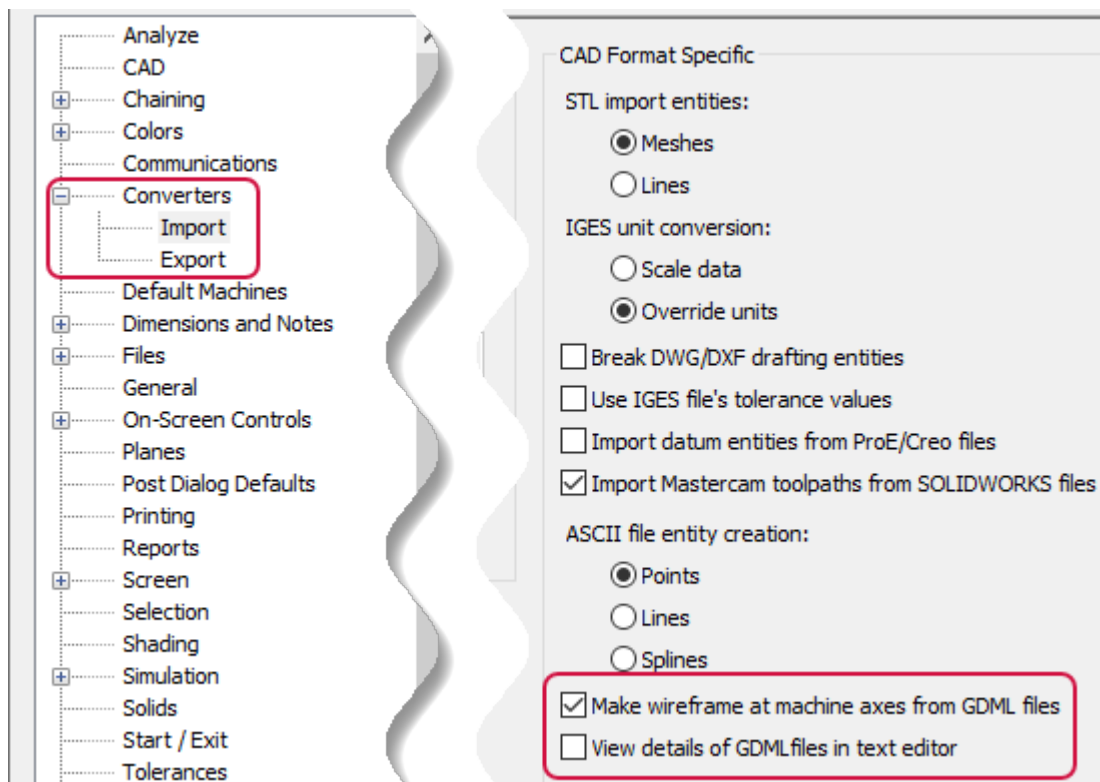 Analyze
CAD
Chaining
Colors
Communications
Converters
Import
Export
Default Machines
Dimensions and Notes
Files
General
On-Screen Controls
Planes
Post Dialog Defaults
Printing
Reports
Screen
Selection
Shading
Simulation
Solids
Start / Exit
Tolerances
CAD Format Specific
STL import entities:
Meshes
Lines
IGES unit conversion:
Scale data
Override units
Break DWG/DXF drafting entities
Use IGES file's tolerance values
Import datum entities from ProE/Creo files
Import Mastercam toolpaths from SOLIDWORKS files
ASCII file entity creation:
Points
Lines
Splines
Make wireframe at machine axes from GDML files
View details of GDMLfiles in text editor